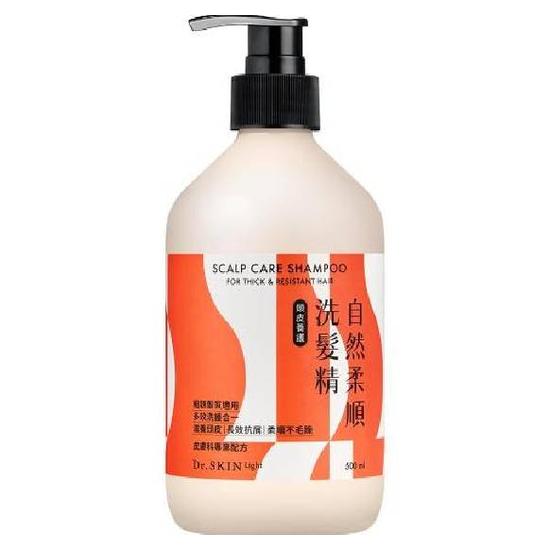 SCALP CARE SHAMPOO
FOR THICK & RESISTANT HAIR
頭皮養護
自然柔順
洗髮精
粗硬髮質適用
多效洗護合一
滋養頭皮|長效抗屑|柔順不毛躁
皮膚科專業配方
Dr.SKIN Light
500 ml